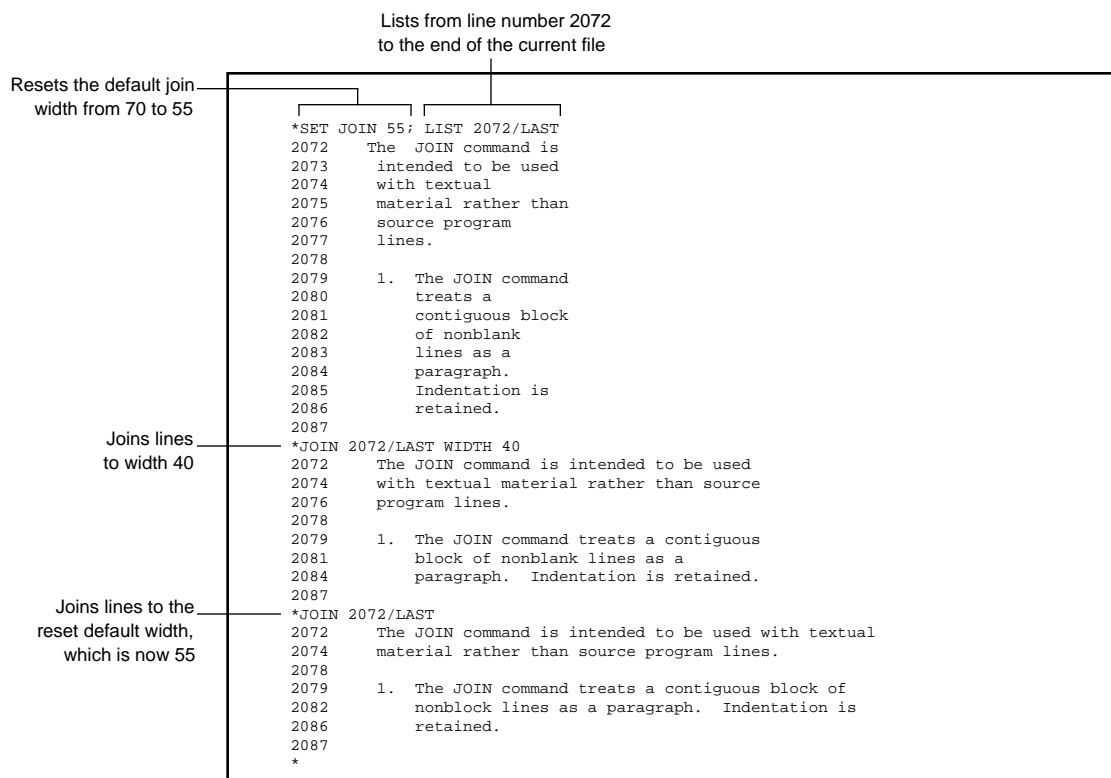 Lists from line number 2072
to the end of the current file
Resets the default join
width from 70 to 55
*SET JOIN 55; LIST 2072/LAST
2072    The  JOIN command is
2073     intended to be used
2074     with textual
2075     material rather than
2076     source program
2077     lines.
2078
2079     1.  The JOIN command
2080         treats a
2081         contiguous block
2082         of nonblank
2083         lines as a
2084         paragraph.
2085         Indentation is
2086         retained.
2087
Joins lines
to width 40
*JOIN 2072/LAST WIDTH 40
2072     The JOIN command is intended to be used
2074     with textual material rather than source
2076     program lines.
2078
2079     1.  The JOIN command treats a contiguous
2081         block of nonblank lines as a
2084         paragraph.  Indentation is retained.
2087
Joins lines to the
reset default width,
which is now 55
*JOIN 2072/LAST
2072     The JOIN command is intended to be used with textual
2074     material rather than source program lines.
2078
2079     1.  The JOIN command treats a contiguous block of
2082         nonblock lines as a paragraph.  Indentation is
2086         retained.
2087
*